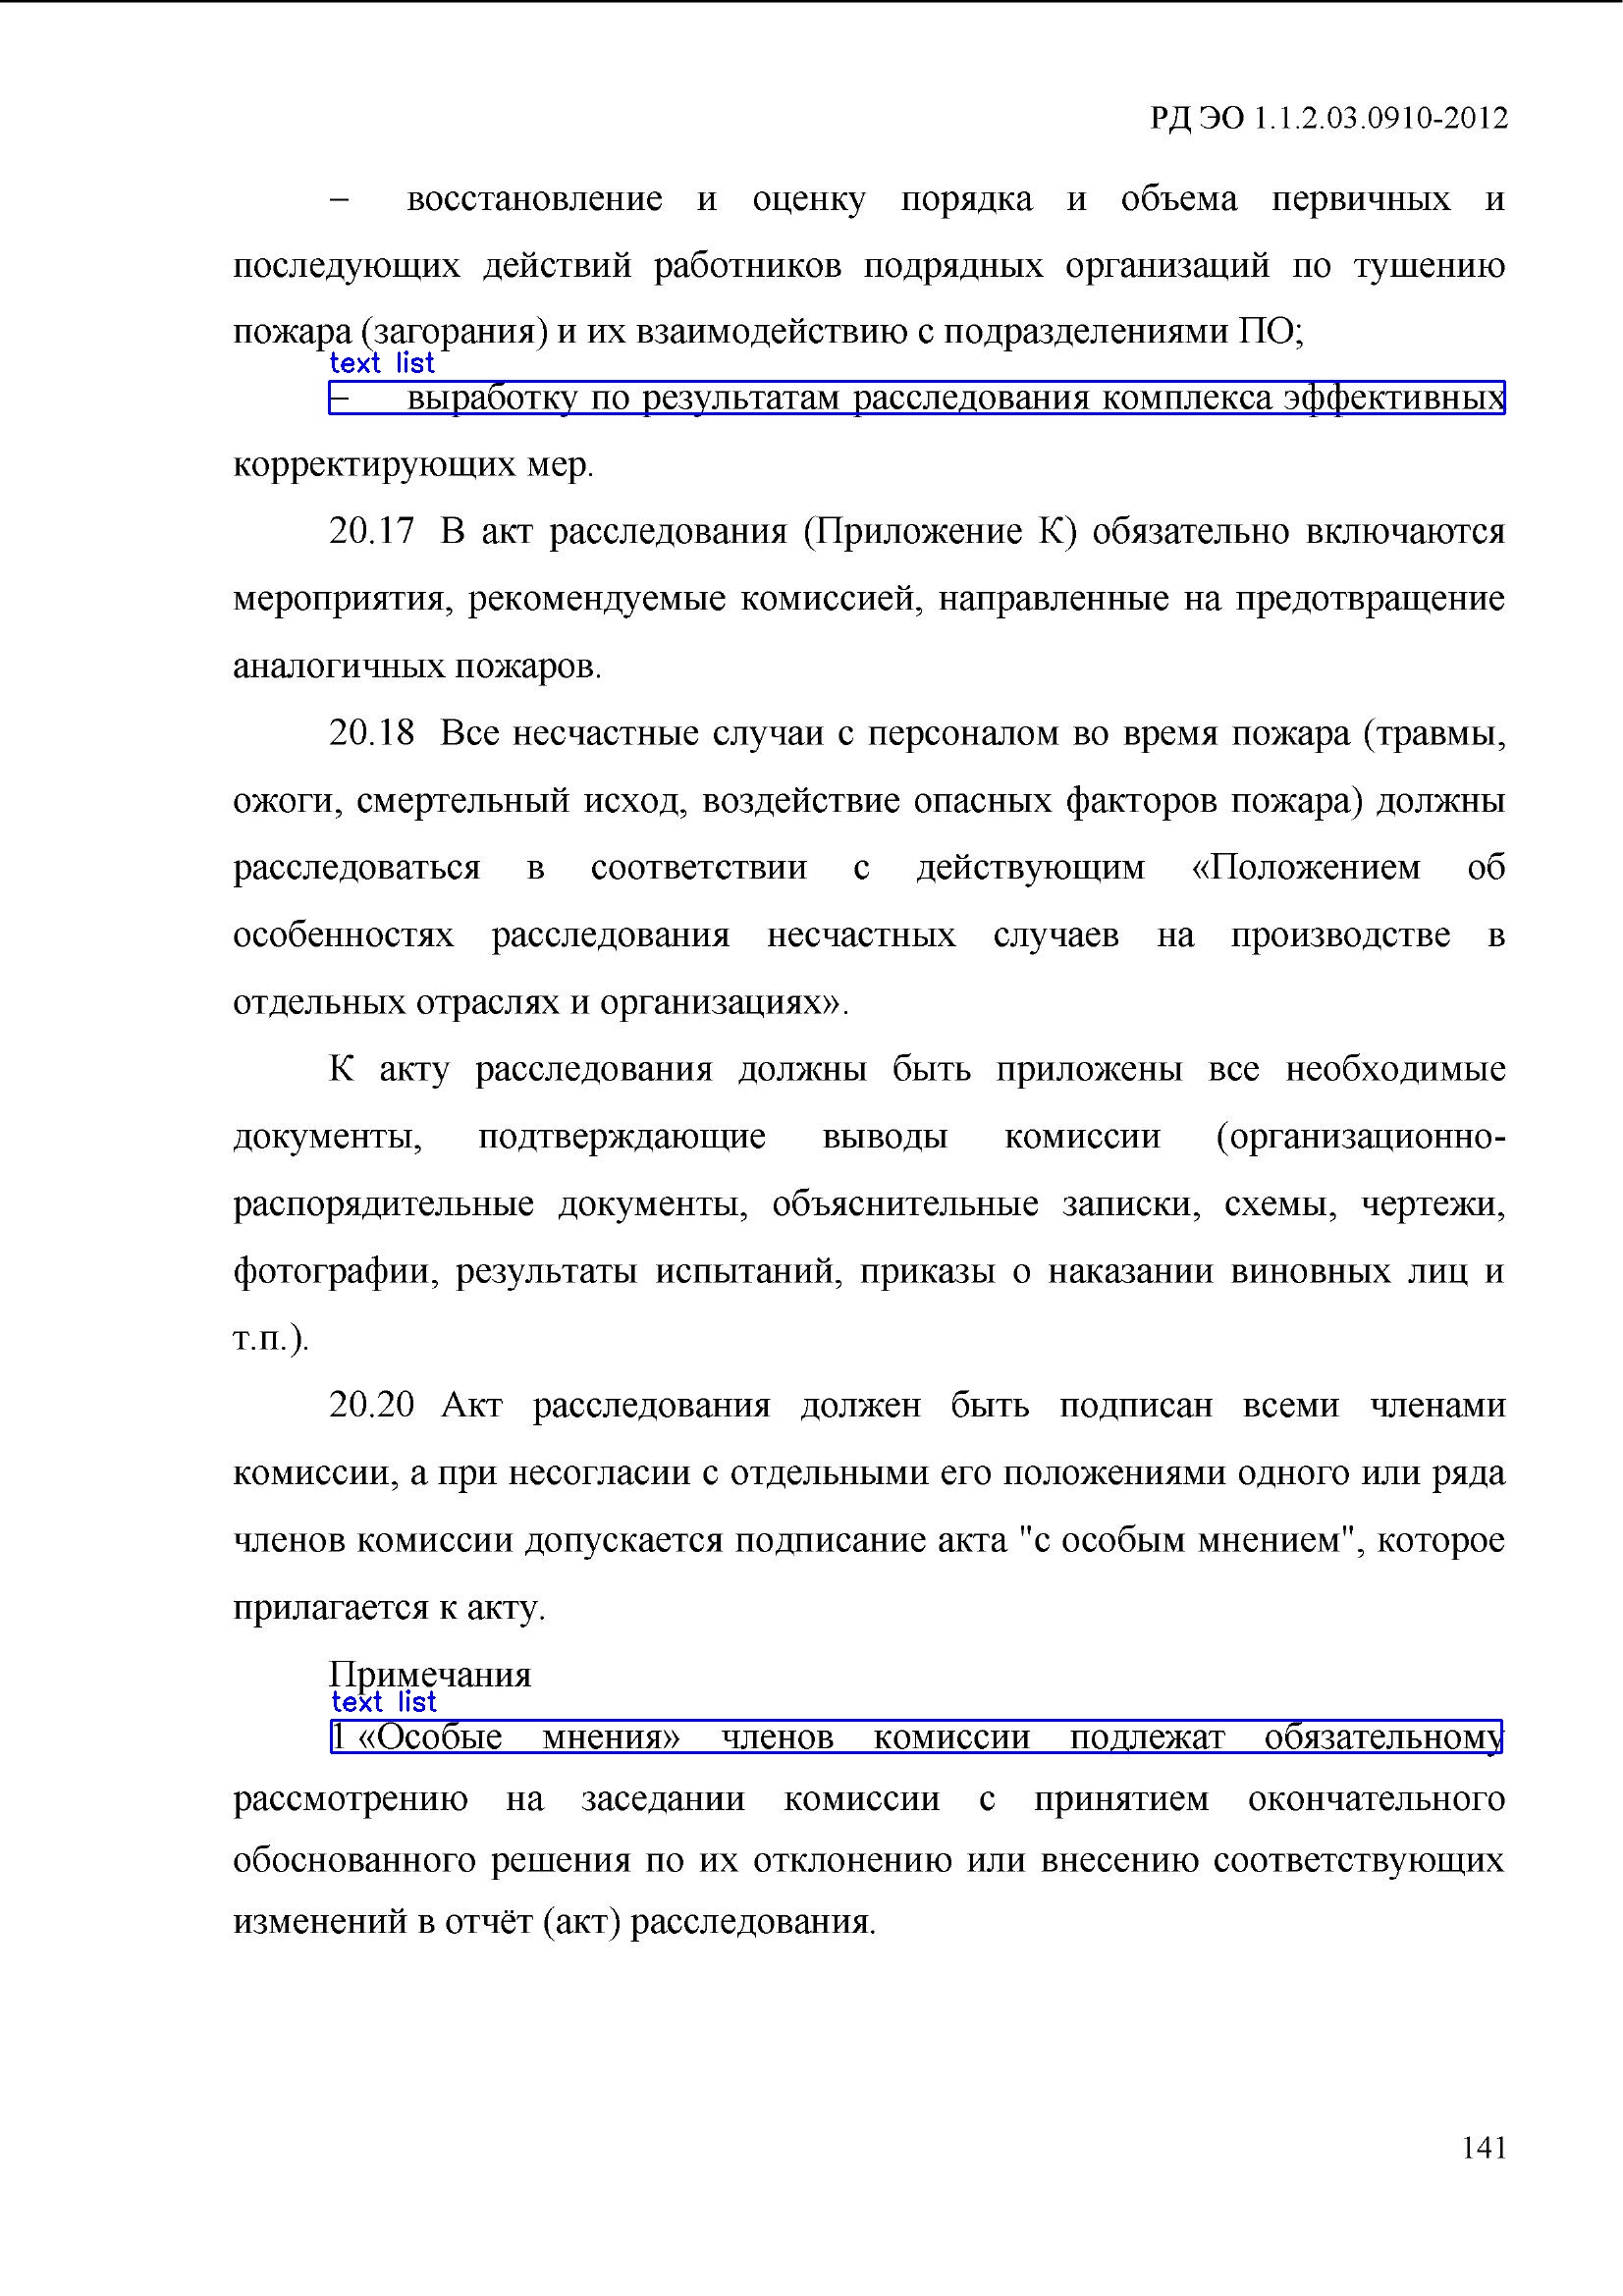 РД ЭО 1.1.2.03.0910-2012
– восстановление и оценку порядка и объема первичных и
последующих действий работников подрядных организаций по тушению
пожара (загорания) и их взаимодействию с подразделениями ПО;
text list
– выработку по результатам расследования комплекса эффективных
корректирующих мер.
20.17 В акт расследования (Приложение К) обязательно включаются
мероприятия, рекомендуемые комиссией, направленные на предотвращение
аналогичных пожаров.
20.18 Все несчастные случаи с персоналом во время пожара (травмы,
ожоги, смертельный исход, воздействие опасных факторов пожара) должны
расследоваться в соответствии с действующим «Положением об
особенностях расследования несчастных случаев на производстве в
отдельных отраслях и организациях».
К акту расследования должны быть приложены все необходимые
документы, подтверждающие выводы комиссии (организационно-
распорядительные документы, объяснительные записки, схемы, чертежи,
фотографии, результаты испытаний, приказы о наказании виновных лиц и
т.п.).
20.20 Акт расследования должен быть подписан всеми членами
комиссии, а при несогласии с отдельными его положениями одного или ряда
членов комиссии допускается подписание акта "с особым мнением", которое
прилагается к акту.
Примечания
text list
1 «Особые мнения» членов комиссии подлежат обязательному
рассмотрению на заседании комиссии с принятием окончательного
обоснованного решения по их отклонению или внесению соответствующих
изменений в отчёт (акт) расследования.
141